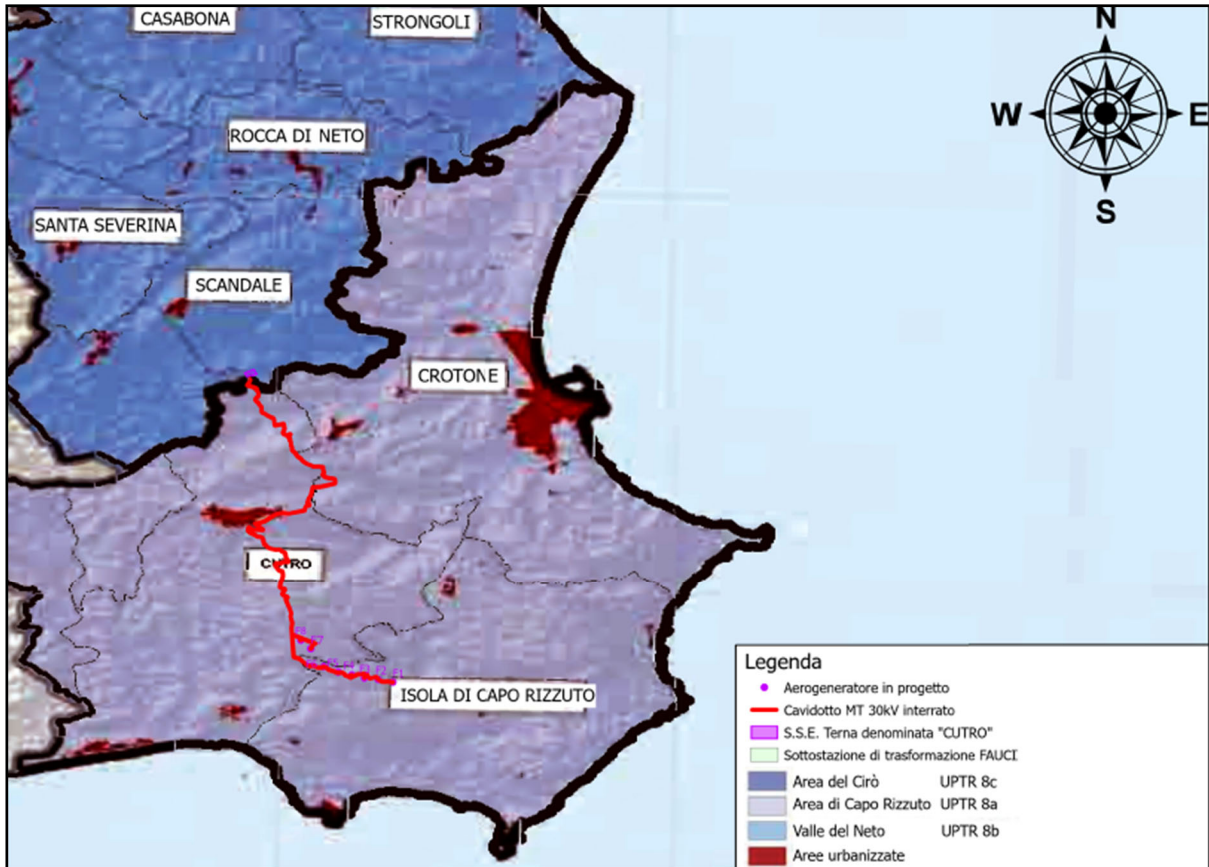 CASABONA
STRONGOLI
N
W
E
S
ROCCA DI NETO
SANTA SEVERINA
SCANDALE
CROTONE
CUTRO
ISOLA DI CAPO RIZZUTO
Legenda
Aerogeneratore in progetto
Cavidotto MT 30kV interrato
S.S.E. Terna denominata "CUTRO"
Sottostazione di trasformazione FAUCI
Area del Cirò UPTR 8c
Area di Capo Rizzuto UPTR 8a
Valle del Neto UPTR 8b
Aree urbanizzate